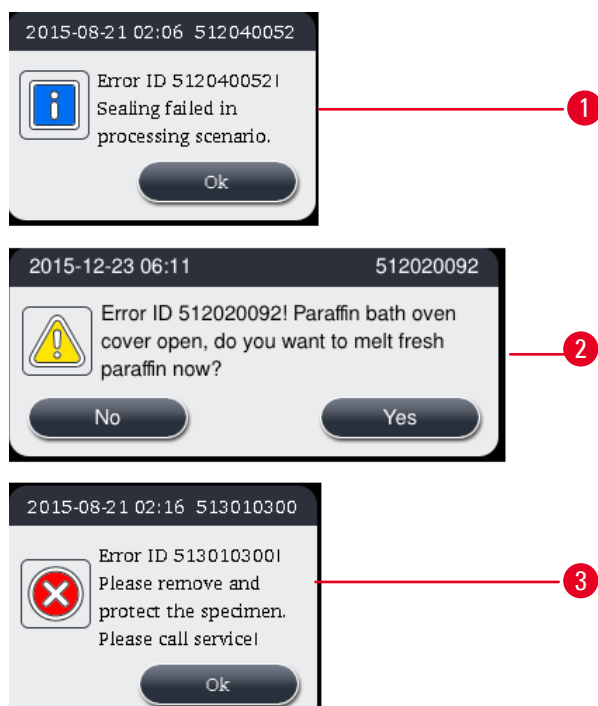 2015-08-21 02:06 512040052
Error ID 512040052!
Sealing failed in
processing scenario.
Ok
1
2015-12-23 06:11 512020092
Error ID 512020092! Paraffin bath oven
cover open, do you want to melt fresh
paraffin now?
No Yes
2
2015-08-21 02:16 513010300
Error ID 513010300!
Please remove and
protect the specimen.
Please call service!
Ok
3